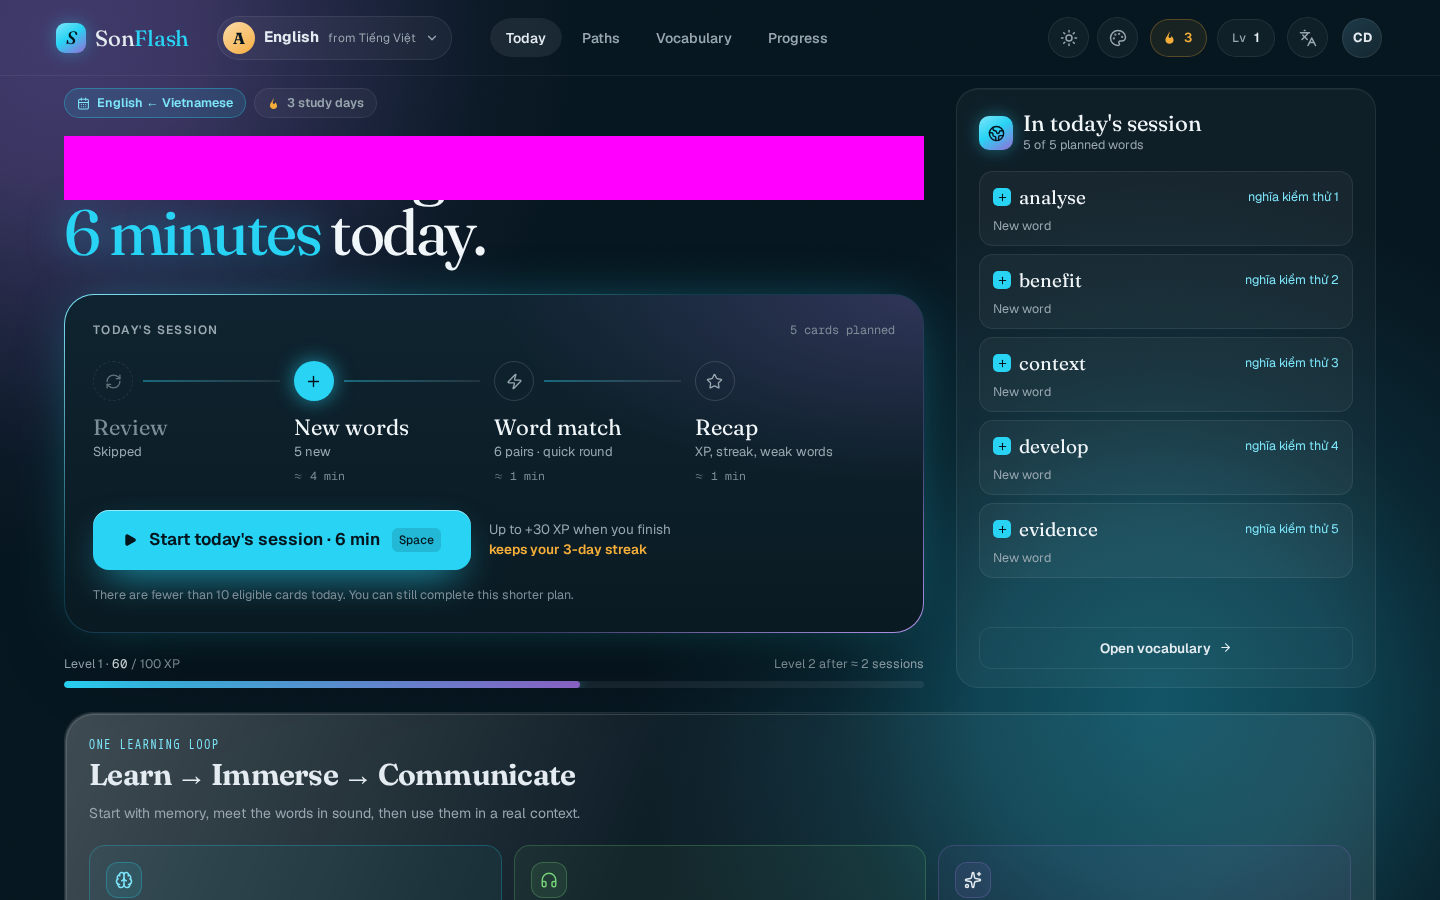 S SonFlash
A English from Tiếng Việt
Today Paths Vocabulary Progress
3
Lv 1
CD
English ← Vietnamese
3 study days
6 minutes today.
TODAY'S SESSION
5 cards planned
Review
Skipped
New words
5 new
≈ 4 min
Word match
6 pairs · quick round
≈ 1 min
Recap
XP, streak, weak words
≈ 1 min
Start today's session · 6 min Space
Up to +30 XP when you finish
keeps your 3-day streak
There are fewer than 10 eligible cards today. You can still complete this shorter plan.
Level 1 · 60 / 100 XP
Level 2 after ≈ 2 sessions
In today's session
5 of 5 planned words
analyse nghĩa kiểm thử 1
New word
benefit nghĩa kiểm thử 2
New word
context nghĩa kiểm thử 3
New word
develop nghĩa kiểm thử 4
New word
evidence nghĩa kiểm thử 5
New word
Open vocabulary →
ONE LEARNING LOOP
Learn → Immerse → Communicate
Start with memory, meet the words in sound, then use them in a real context.